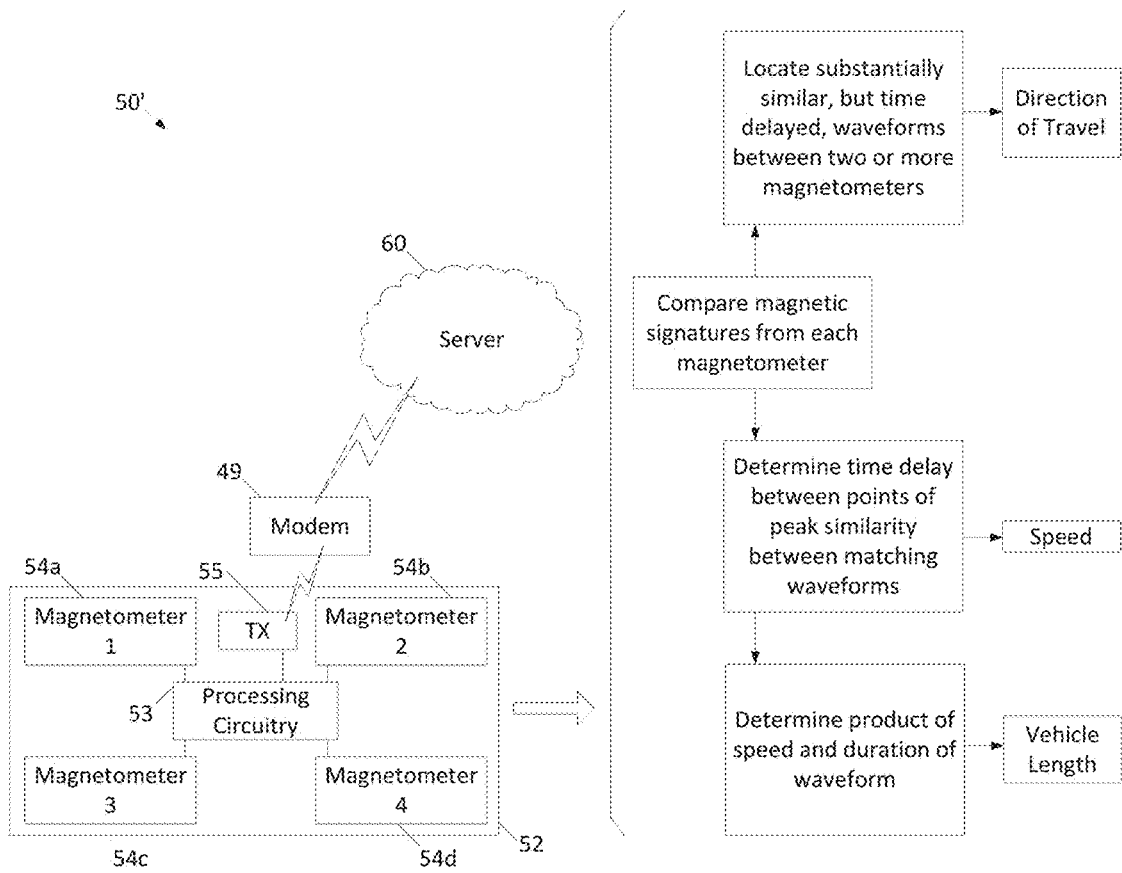 50'
60
Server
49
Modem
54a
55
54b
Magnetometer
1
TX
Magnetometer
2
53
Processing
Circuitry
Magnetometer
3
Magnetometer
4
52
54c
54d
Locate substantially
similar, but time
delayed, waveforms
between two or more
magnetometers
Direction
of Travel
Compare magnetic
signatures from each
magnetometer
Determine time delay
between points of
peak similarity
between matching
waveforms
Speed
Determine product of
speed and duration of
waveform
Vehicle
Length